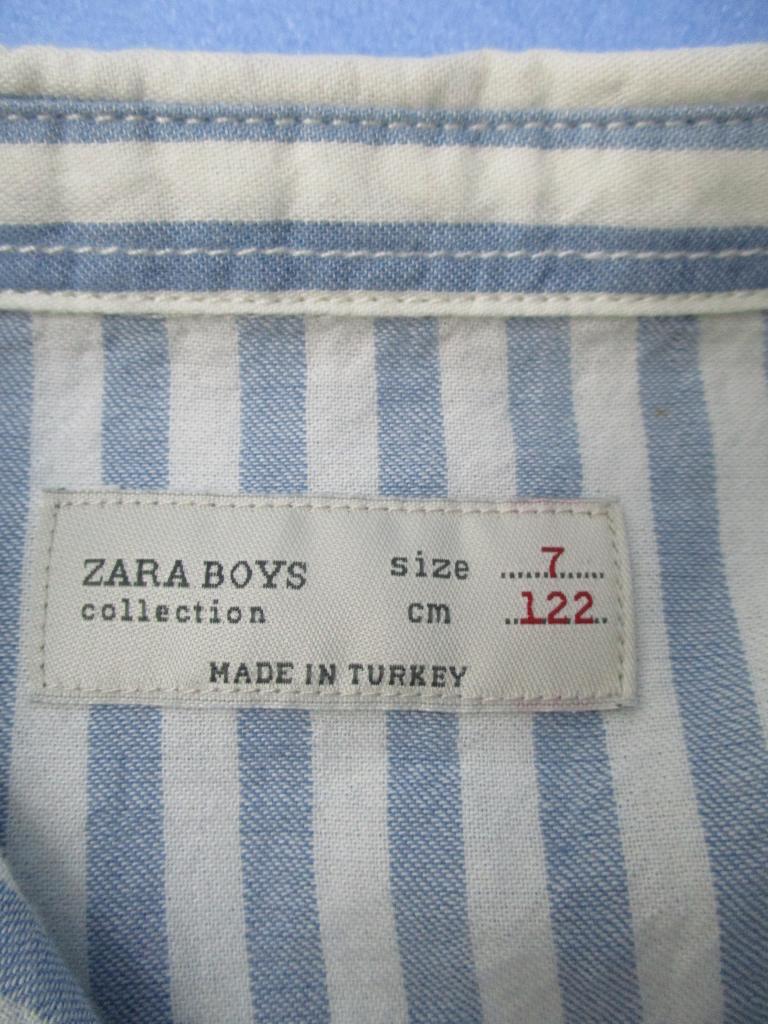 ZARA BOYS size 7
collection cm 122
MADE IN TURKEY